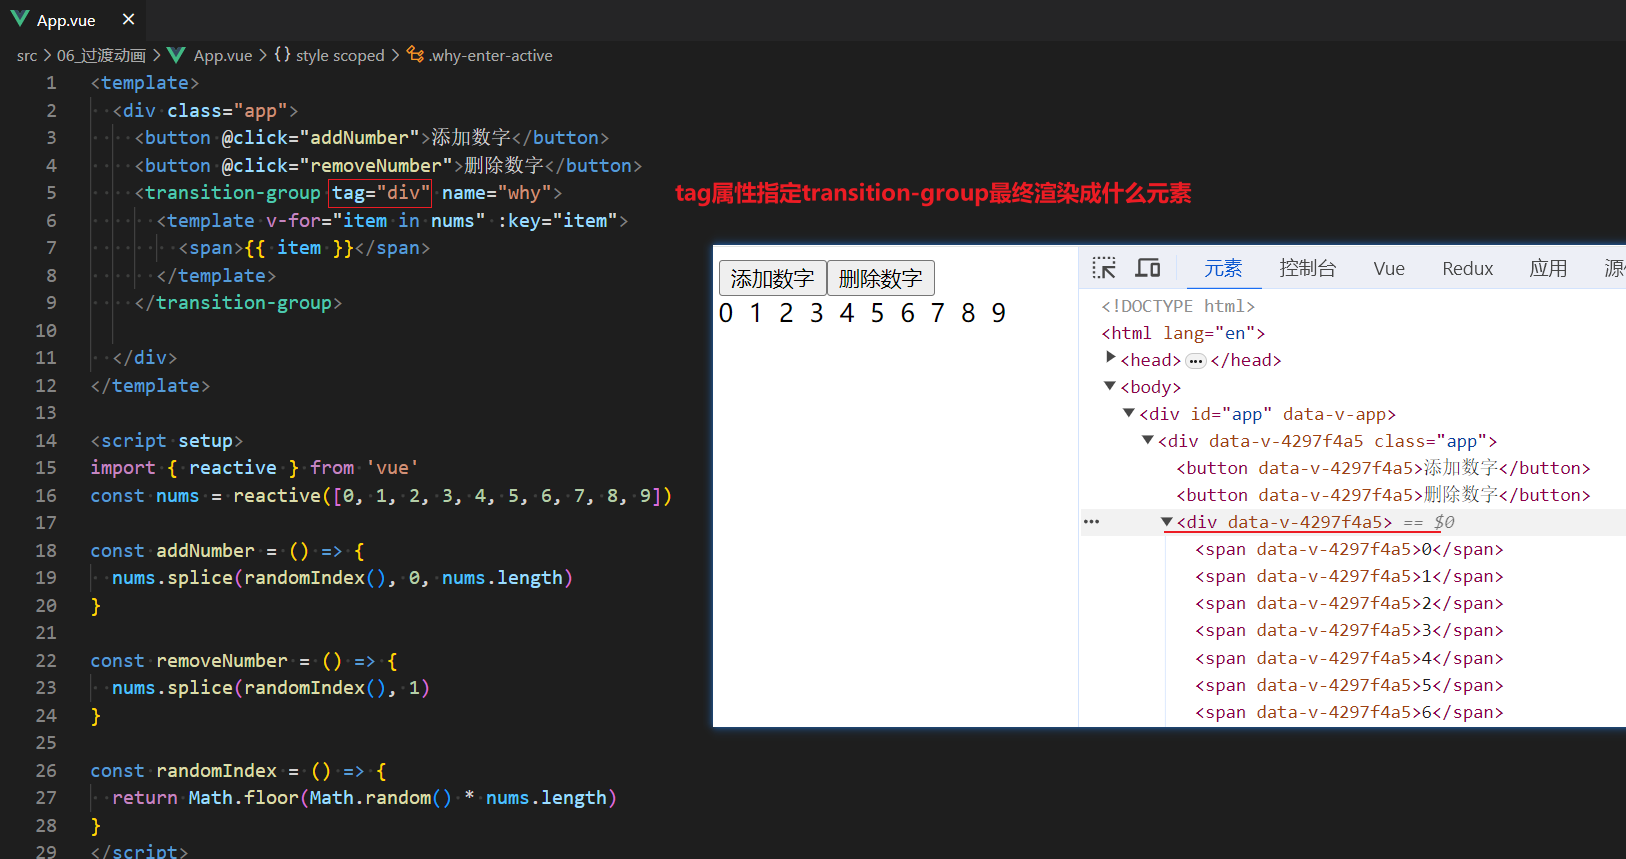 App.vue ×
src > 06_过渡动画 > App.vue > {} style scoped > .why-enter-active
1 <template>
2 <div class="app">
3 <button @click="addNumber">添加数字</button>
4 <button @click="removeNumber">删除数字</button>
5 <transition-group tag="div" name="why">
tag属性指定transition-group最终渲染成什么元素
6 <template v-for="item in nums" :key="item">
7 <span>{{ item }}</span>
8 </template>
9 </transition-group>
10
11 </div>
12 </template>
13
14 <script setup>
15 import { reactive } from 'vue'
16 const nums = reactive([0, 1, 2, 3, 4, 5, 6, 7, 8, 9])
17
18 const addNumber = () => {
19 nums.splice(randomIndex(), 0, nums.length)
20 }
21
22 const removeNumber = () => {
23 nums.splice(randomIndex(), 1)
24 }
25
26 const randomIndex = () => {
27 return Math.floor(Math.random() * nums.length)
28 }
29 </script>
添加数字 删除数字
0 1 2 3 4 5 6 7 8 9
元素 控制台 Vue Redux 应用
<!DOCTYPE html>
<html lang="en">
<head> ••• </head>
<body>
<div id="app" data-v-app>
<div data-v-4297f4a5 class="app">
<button data-v-4297f4a5>添加数字</button>
<button data-v-4297f4a5>删除数字</button>
••• <div data-v-4297f4a5> == $0
<span data-v-4297f4a5>0</span>
<span data-v-4297f4a5>1</span>
<span data-v-4297f4a5>2</span>
<span data-v-4297f4a5>3</span>
<span data-v-4297f4a5>4</span>
<span data-v-4297f4a5>5</span>
<span data-v-4297f4a5>6</span>